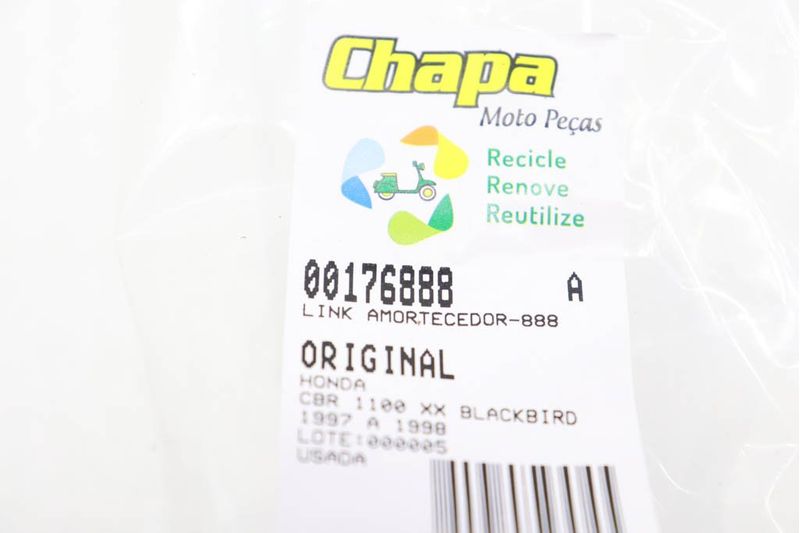 Chapa
Moto Peças
Recicle
Renove
Reutilize
00176888 A
LINK AMORTECEDOR-888
ORIGINAL
HONDA
CBR 1100 XX BLACKBIRD
1997 A 1998
LOTE:000005
USADA